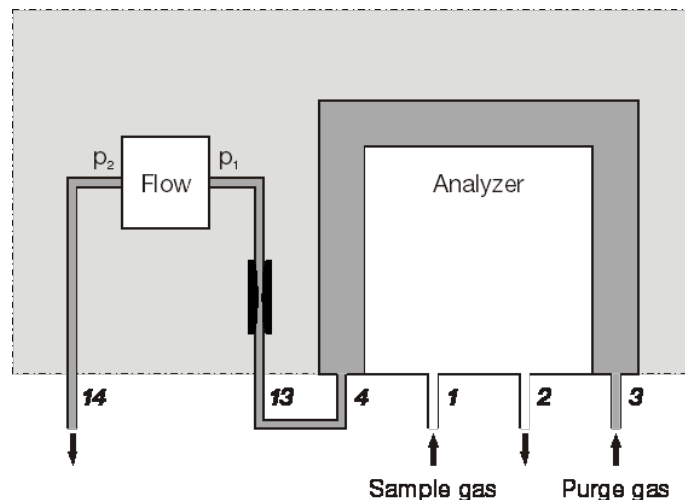 p₂
p₁
Flow
Analyzer
14
13
4
1
2
3
Sample gas
Purge gas